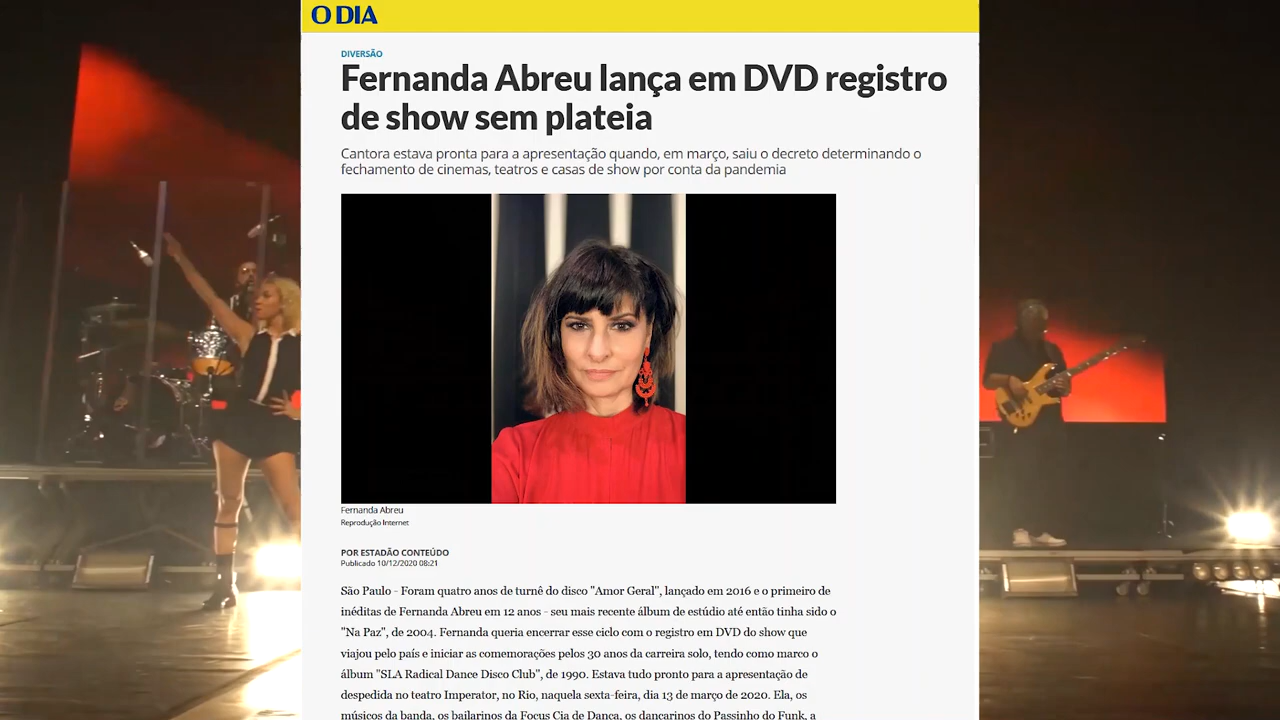 O DIA
DIVERSÃO
Fernanda Abreu lança em DVD registro
de show sem plateia
Cantora estava pronta para a apresentação quando, em março, saiu o decreto determinando o
fechamento de cinemas, teatros e casas de show por conta da pandemia
Fernanda Abreu
Reprodução Internet
POR ESTADÃO CONTEÚDO
Publicado 10/12/2020 08:21
São Paulo - Foram quatro anos de turnê do disco "Amor Geral", lançado em 2016 e o primeiro de
inéditas de Fernanda Abreu em 12 anos - seu mais recente álbum de estúdio até então tinha sido o
"Na Paz", de 2004. Fernanda queria encerrar esse ciclo com o registro em DVD do show que
viajou pelo país e iniciar as comemorações pelos 30 anos da carreira solo, tendo como marco o
álbum "SLA Radical Dance Disco Club", de 1990. Estava tudo pronto para a apresentação de
despedida no teatro Imperator, no Rio, naquela sexta-feira, dia 13 de março de 2020. Ela, os
músicos da banda, os bailarinos da Focus Cia de Dança, os dançarinos do Passinho do Funk, a